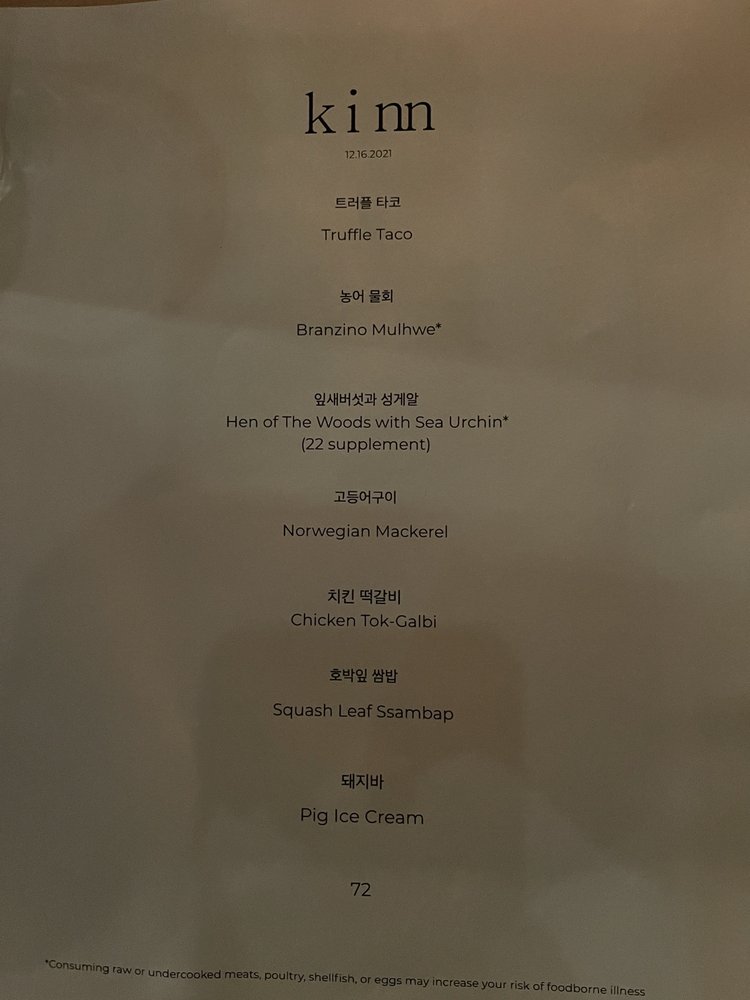 kinn
12.16.2021
트러플 타코
Truffle Taco
농어 물회
Branzino Mulhwe*
잎새버섯과 성게알
Hen of The Woods with Sea Urchin*
(22 supplement)
고등어구이
Norwegian Mackerel
치킨 떡갈비
Chicken Tok-Galbi
호박잎 쌈밥
Squash Leaf Ssambap
돼지바
Pig Ice Cream
72
*Consuming raw or undercooked meats, poultry, shellfish, or eggs may increase your risk of foodborne illness